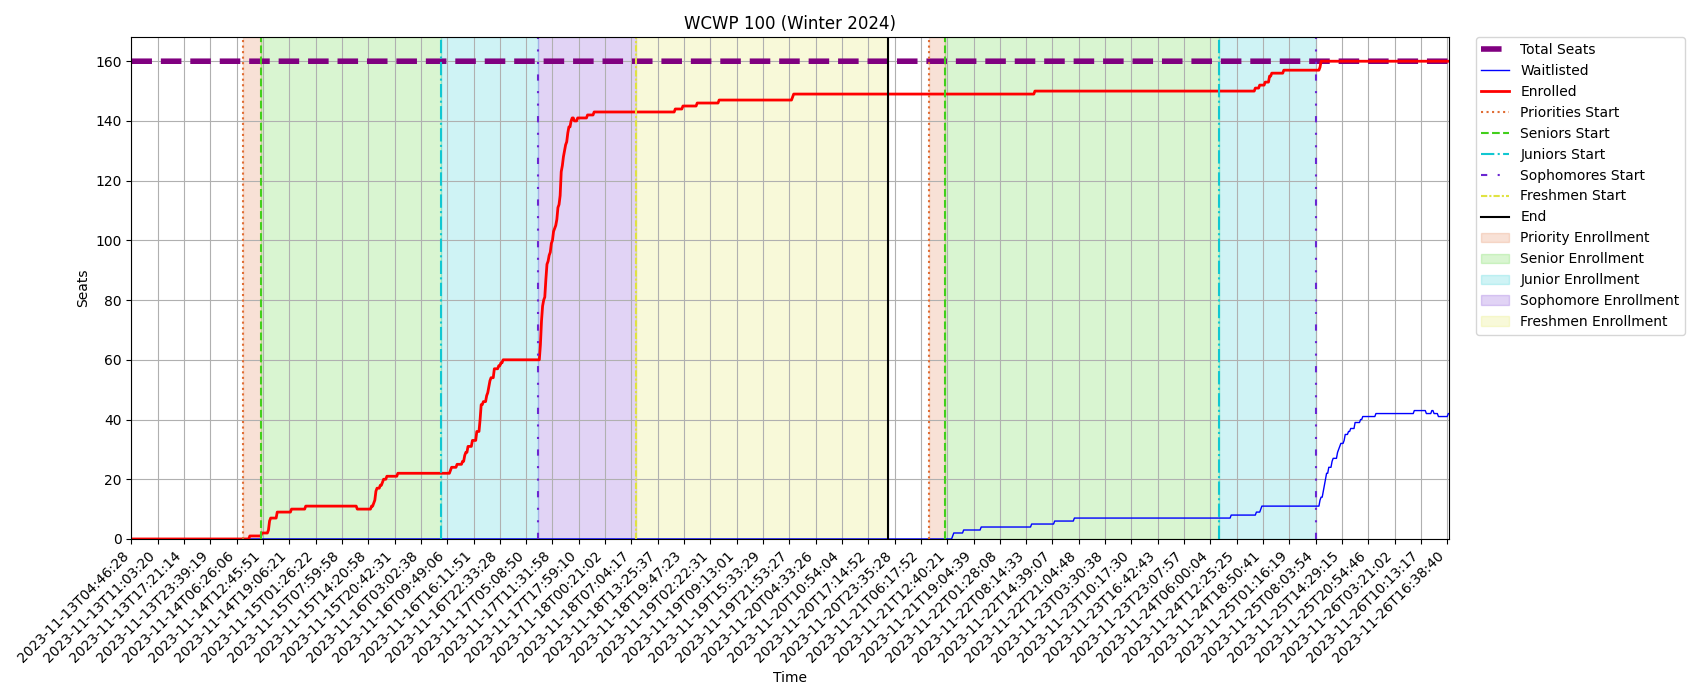 WCWP 100 (Winter 2024)
Seats
160
140
120
100
80
60
40
20
0
2023-11-13T04:46:28
2023-11-13T11:03:20
2023-11-13T17:21:14
2023-11-13T23:39:19
2023-11-14T06:26:06
2023-11-14T12:45:51
2023-11-14T19:06:21
2023-11-15T01:26:22
2023-11-15T07:59:58
2023-11-15T14:20:58
2023-11-15T20:42:31
2023-11-16T03:02:38
2023-11-16T09:49:06
2023-11-16T16:11:51
2023-11-16T22:33:28
2023-11-17T05:08:50
2023-11-17T11:31:58
2023-11-17T17:59:10
2023-11-18T00:21:02
2023-11-18T07:04:17
2023-11-18T13:25:37
2023-11-18T19:47:23
2023-11-19T02:22:31
2023-11-19T09:13:01
2023-11-19T15:33:29
2023-11-19T21:53:27
2023-11-20T04:33:26
2023-11-20T10:54:04
2023-11-20T17:14:52
2023-11-20T23:35:28
2023-11-21T06:17:52
2023-11-21T12:40:21
2023-11-21T19:04:39
2023-11-22T01:28:08
2023-11-22T08:14:33
2023-11-22T14:39:07
2023-11-22T21:04:48
2023-11-23T03:30:38
2023-11-23T10:17:30
2023-11-23T16:42:43
2023-11-23T23:07:57
2023-11-24T06:00:04
2023-11-24T12:25:25
2023-11-24T18:50:41
2023-11-25T01:16:19
2023-11-25T08:03:54
2023-11-25T14:29:15
2023-11-25T20:54:46
2023-11-26T03:21:02
2023-11-26T10:13:17
2023-11-26T16:38:40
Time
Total Seats
Waitlisted
Enrolled
Priorities Start
Seniors Start
Juniors Start
Sophomores Start
Freshmen Start
End
Priority Enrollment
Senior Enrollment
Junior Enrollment
Sophomore Enrollment
Freshmen Enrollment